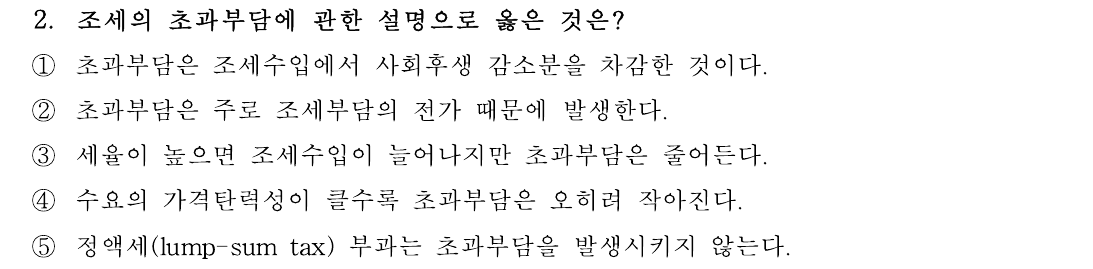 2. 조세의 초과부담에 관한 설명으로 옳은 것은?
① 초과부담은 조세수입에서 사회후생 감소분을 차감한 것이다.
② 초과부담은 주로 조세부담의 전가 때문에 발생한다.
③ 세율이 높으면 조세수입이 늘어나지만 초과부담은 줄어든다.
④ 수요의 가격탄력성이 클수록 초과부담은 오히려 작아진다.
⑤ 정액세(lump-sum tax) 부과는 초과부담을 발생시키지 않는다.